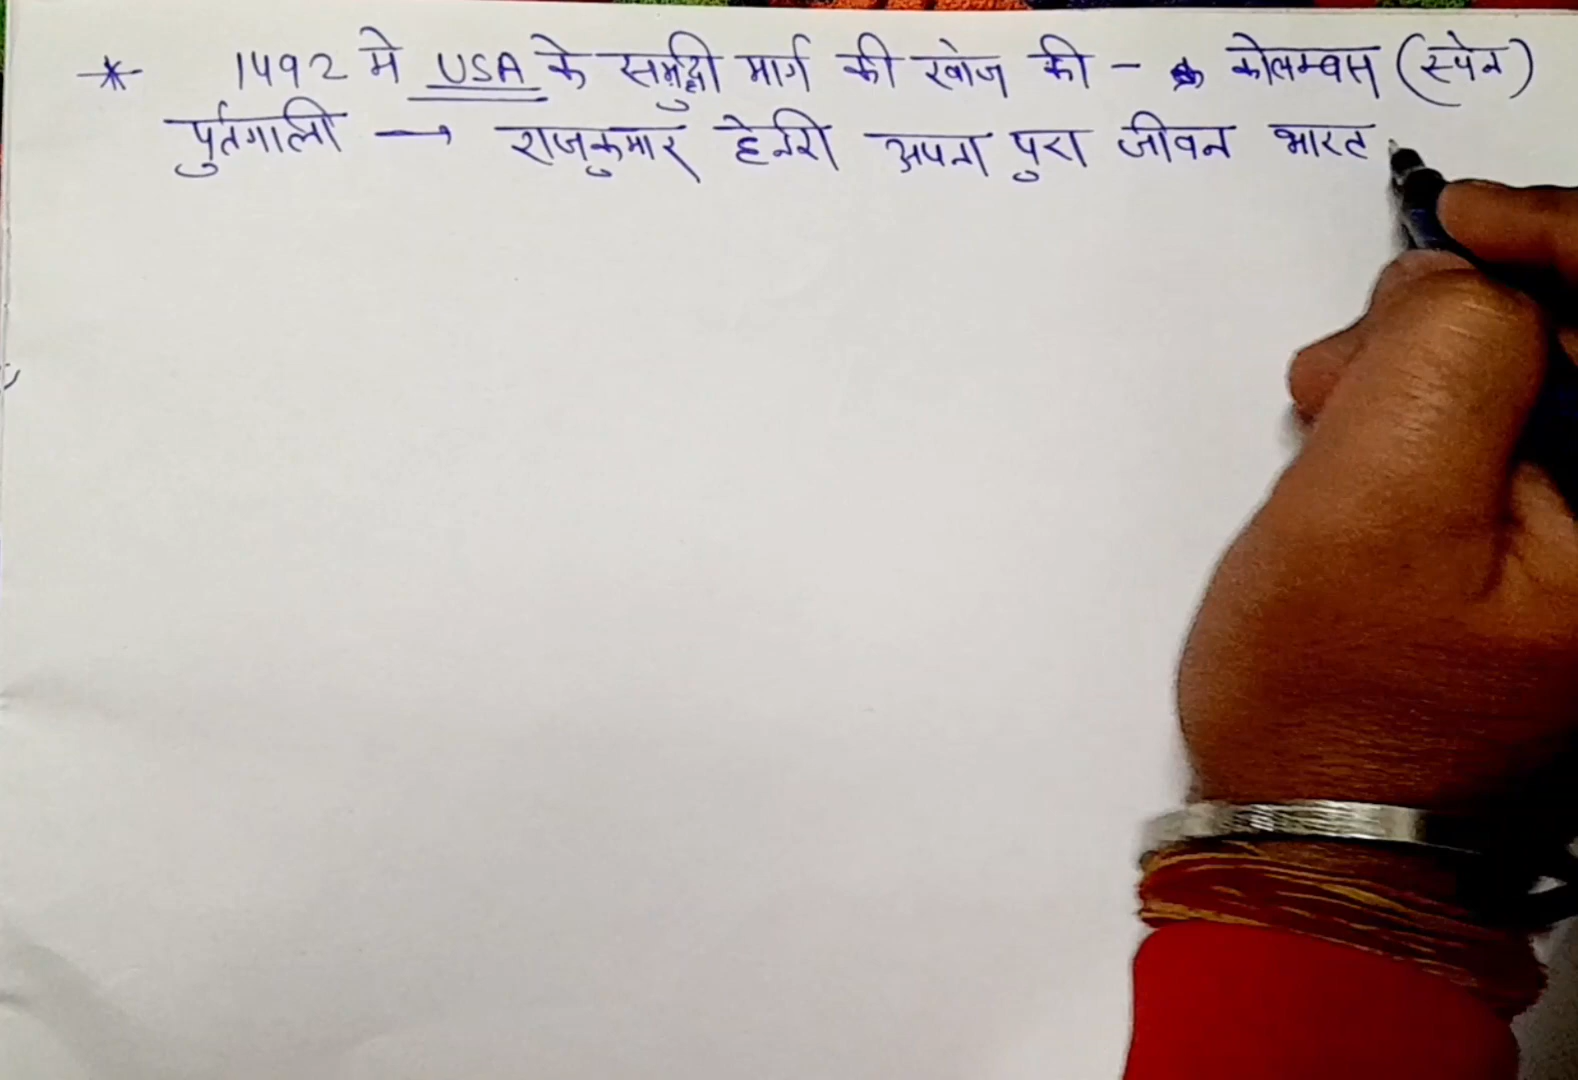 * 1492 मे USA के समुद्री मार्ग की खोज की - कोलम्बस (स्पेन)
पुर्तगाली → राजकुमार हेनरी अपना पुरा जीवन भारत